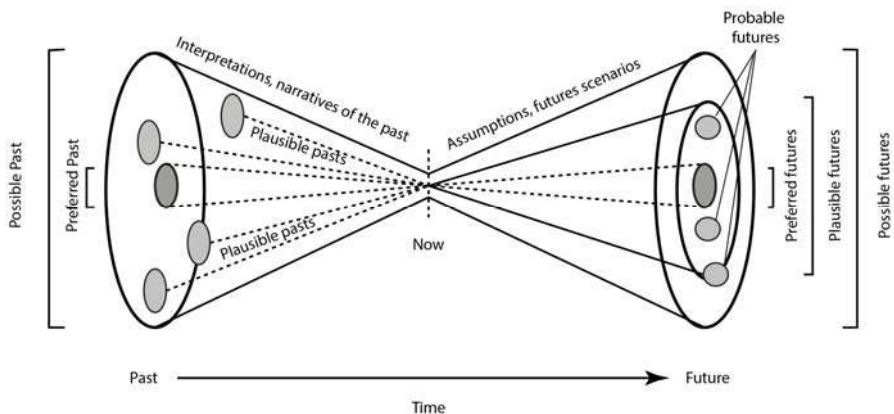 Probable
futures
Interpretations, narratives of the past
Assumptions, futures scenarios
Possible Past
Preferred Past
Plausible pasts
Plausible pasts
Now
Preferred futures
Plausible futures
Possible futures
Past
Future
Time